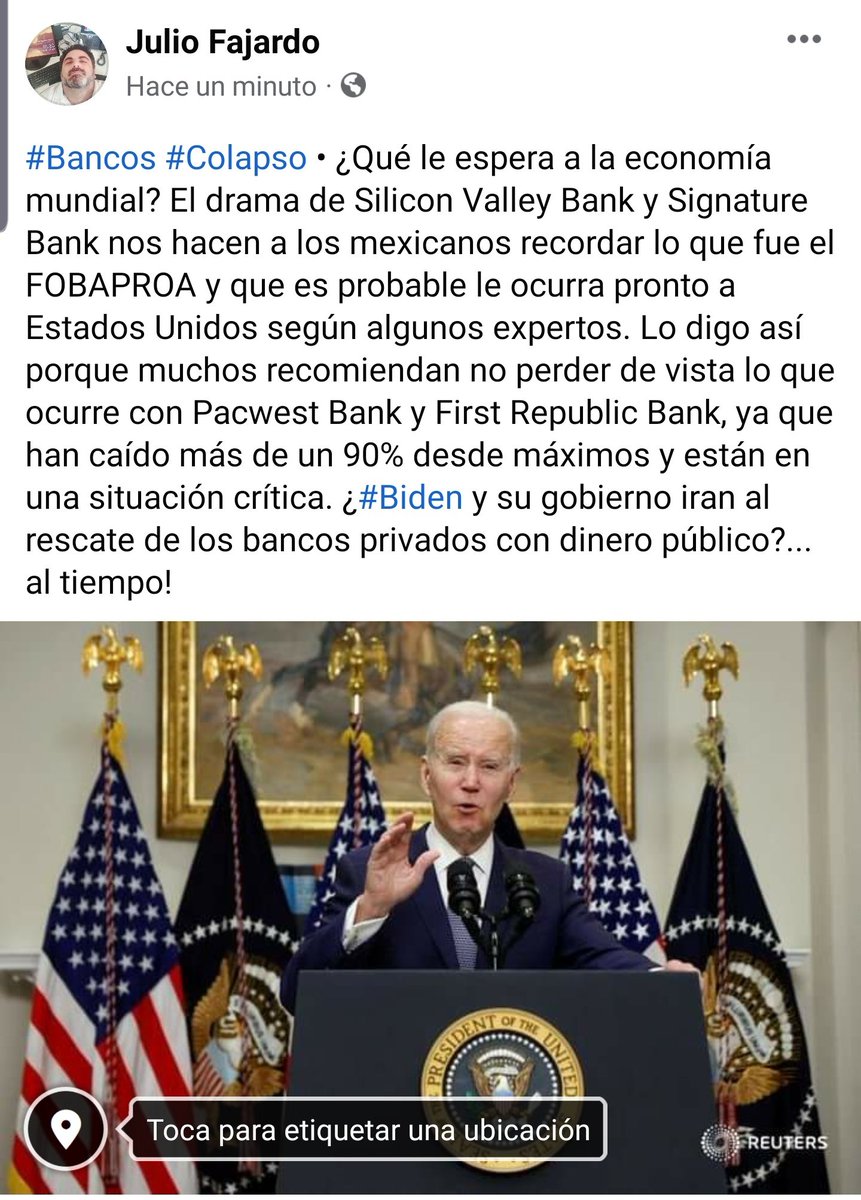 Julio Fajardo
Hace un minuto ·
#Bancos #Colapso • ¿Qué le espera a la economía
mundial? El drama de Silicon Valley Bank y Signature
Bank nos hacen a los mexicanos recordar lo que fue el
FOBAPROA y que es probable le ocurra pronto a
Estados Unidos según algunos expertos. Lo digo así
porque muchos recomiendan no perder de vista lo que
ocurre con Pacwest Bank y First Republic Bank, ya que
han caído más de un 90% desde máximos y están en
una situación crítica. ¿#Biden y su gobierno iran al
rescate de los bancos privados con dinero público?...
al tiempo!
PRESIDENT OF THE UNITED
Toca para etiquetar una ubicación
REUTERS